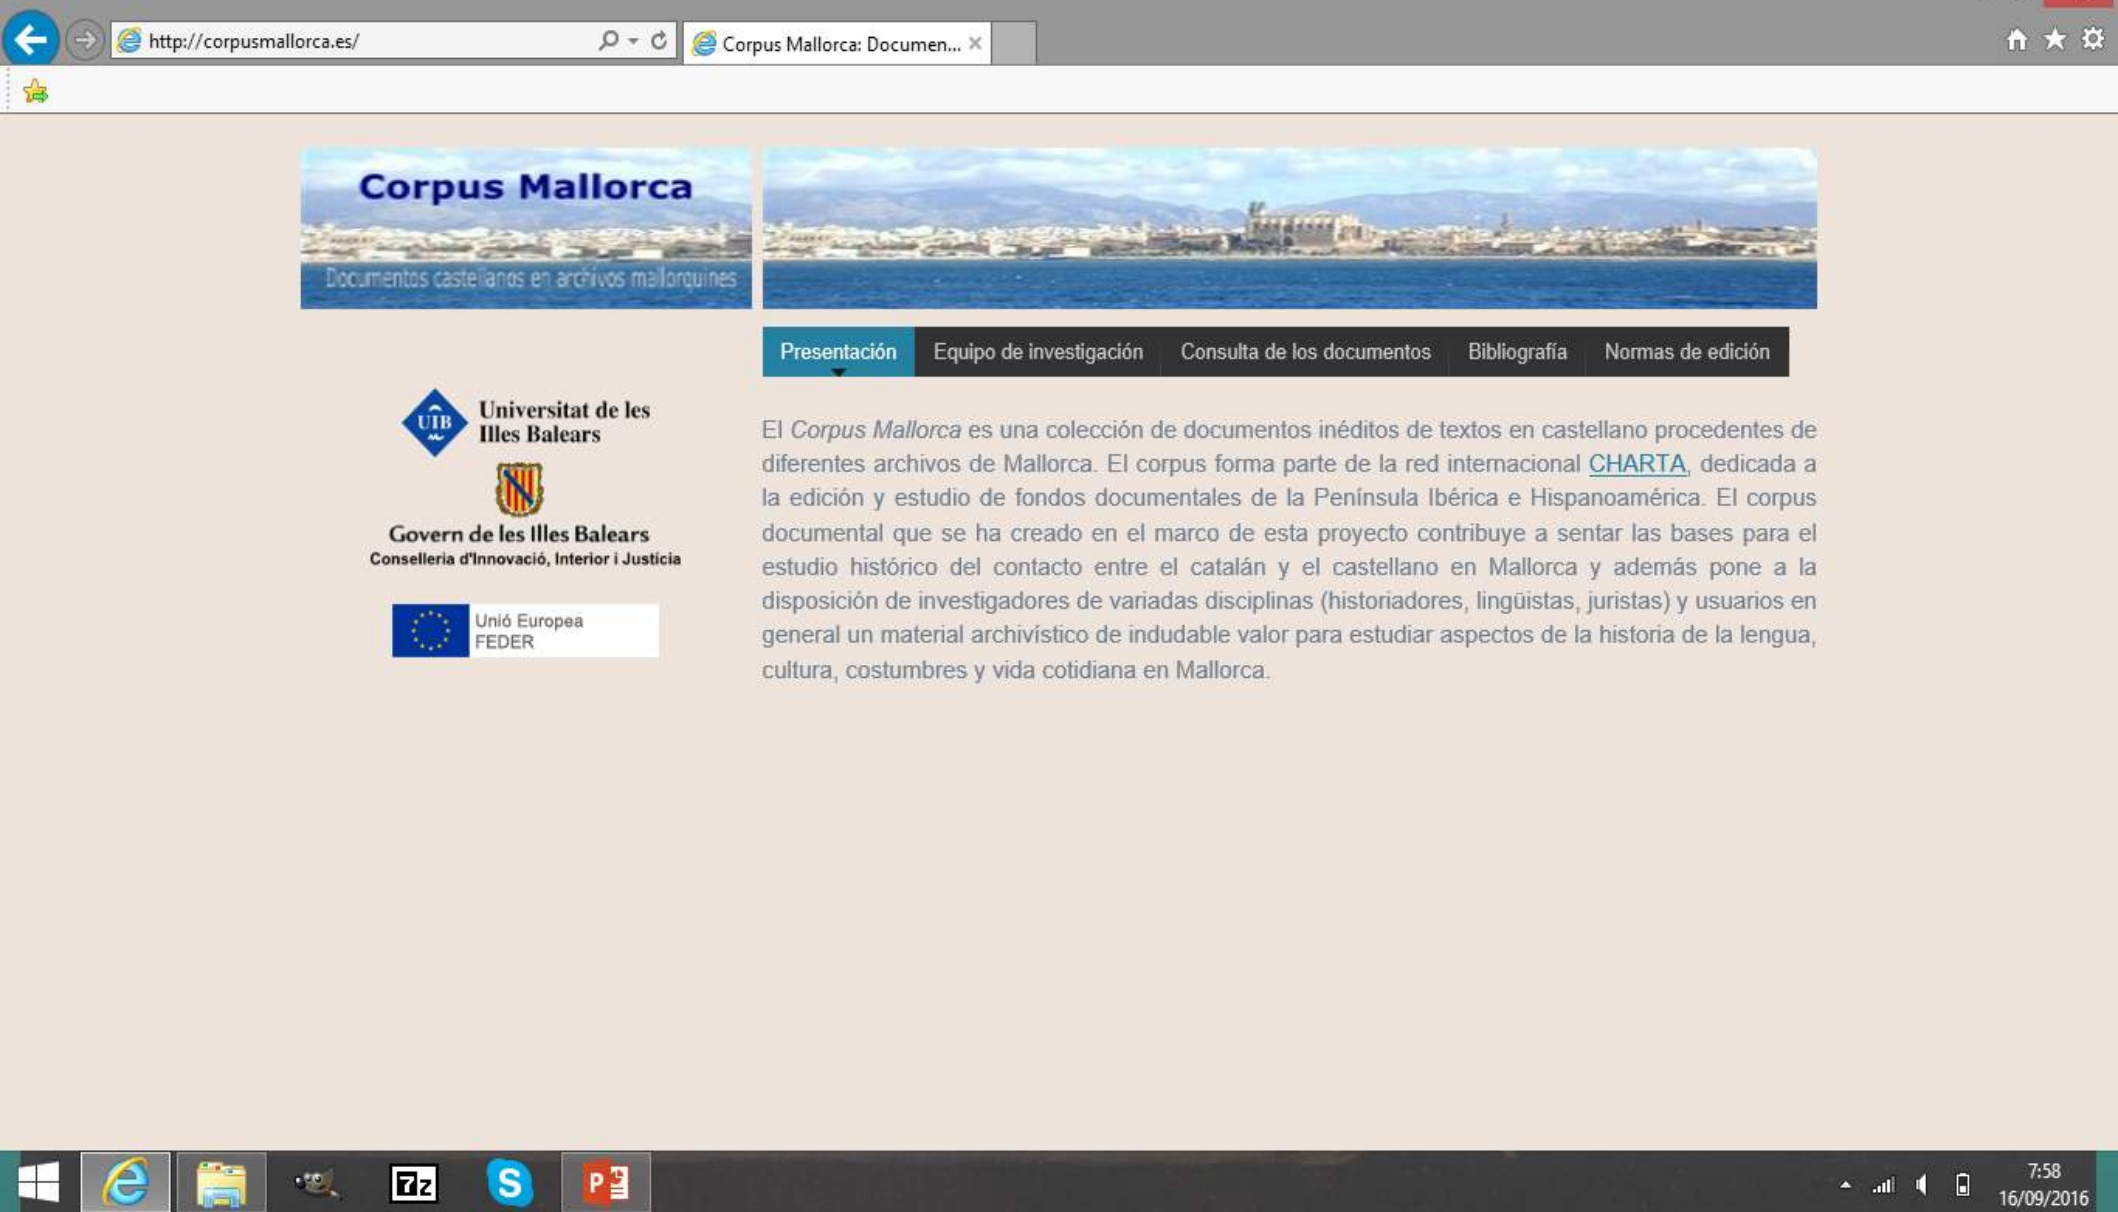 http://corpusmallorca.es/
Corpus Mallorca: Documen...
Corpus Mallorca
Documentos castellanos en archivos mallorquines
Presentación Equipo de investigación Consulta de los documentos Bibliografía Normas de edición
UIB
Universitat de les
Illes Balears
Govern de les Illes Balears
Conselleria d'Innovació, Interior i Justícia
Unió Europea
FEDER
El Corpus Mallorca es una colección de documentos inéditos de textos en castellano procedentes de
diferentes archivos de Mallorca. El corpus forma parte de la red internacional CHARTA, dedicada a
la edición y estudio de fondos documentales de la Península Ibérica e Hispanoamérica. El corpus
documental que se ha creado en el marco de esta proyecto contribuye a sentar las bases para el
estudio histórico del contacto entre el catalán y el castellano en Mallorca y además pone a la
disposición de investigadores de variadas disciplinas (historiadores, lingüistas, juristas) y usuarios en
general un material archivístico de indudable valor para estudiar aspectos de la historia de la lengua,
cultura, costumbres y vida cotidiana en Mallorca.
7z
S
P
7:58
16/09/2016